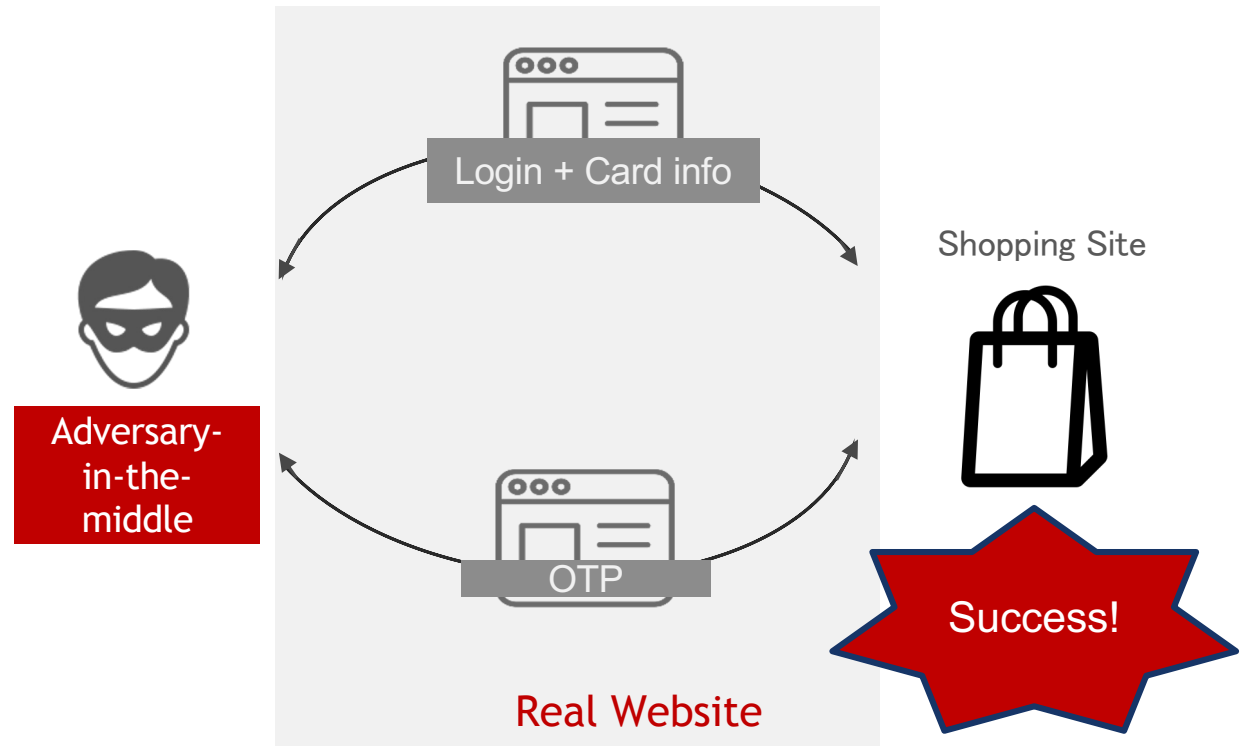 Login + Card info
Shopping Site
Adversary-
in-the-
middle
OTP
Success!
Real Website